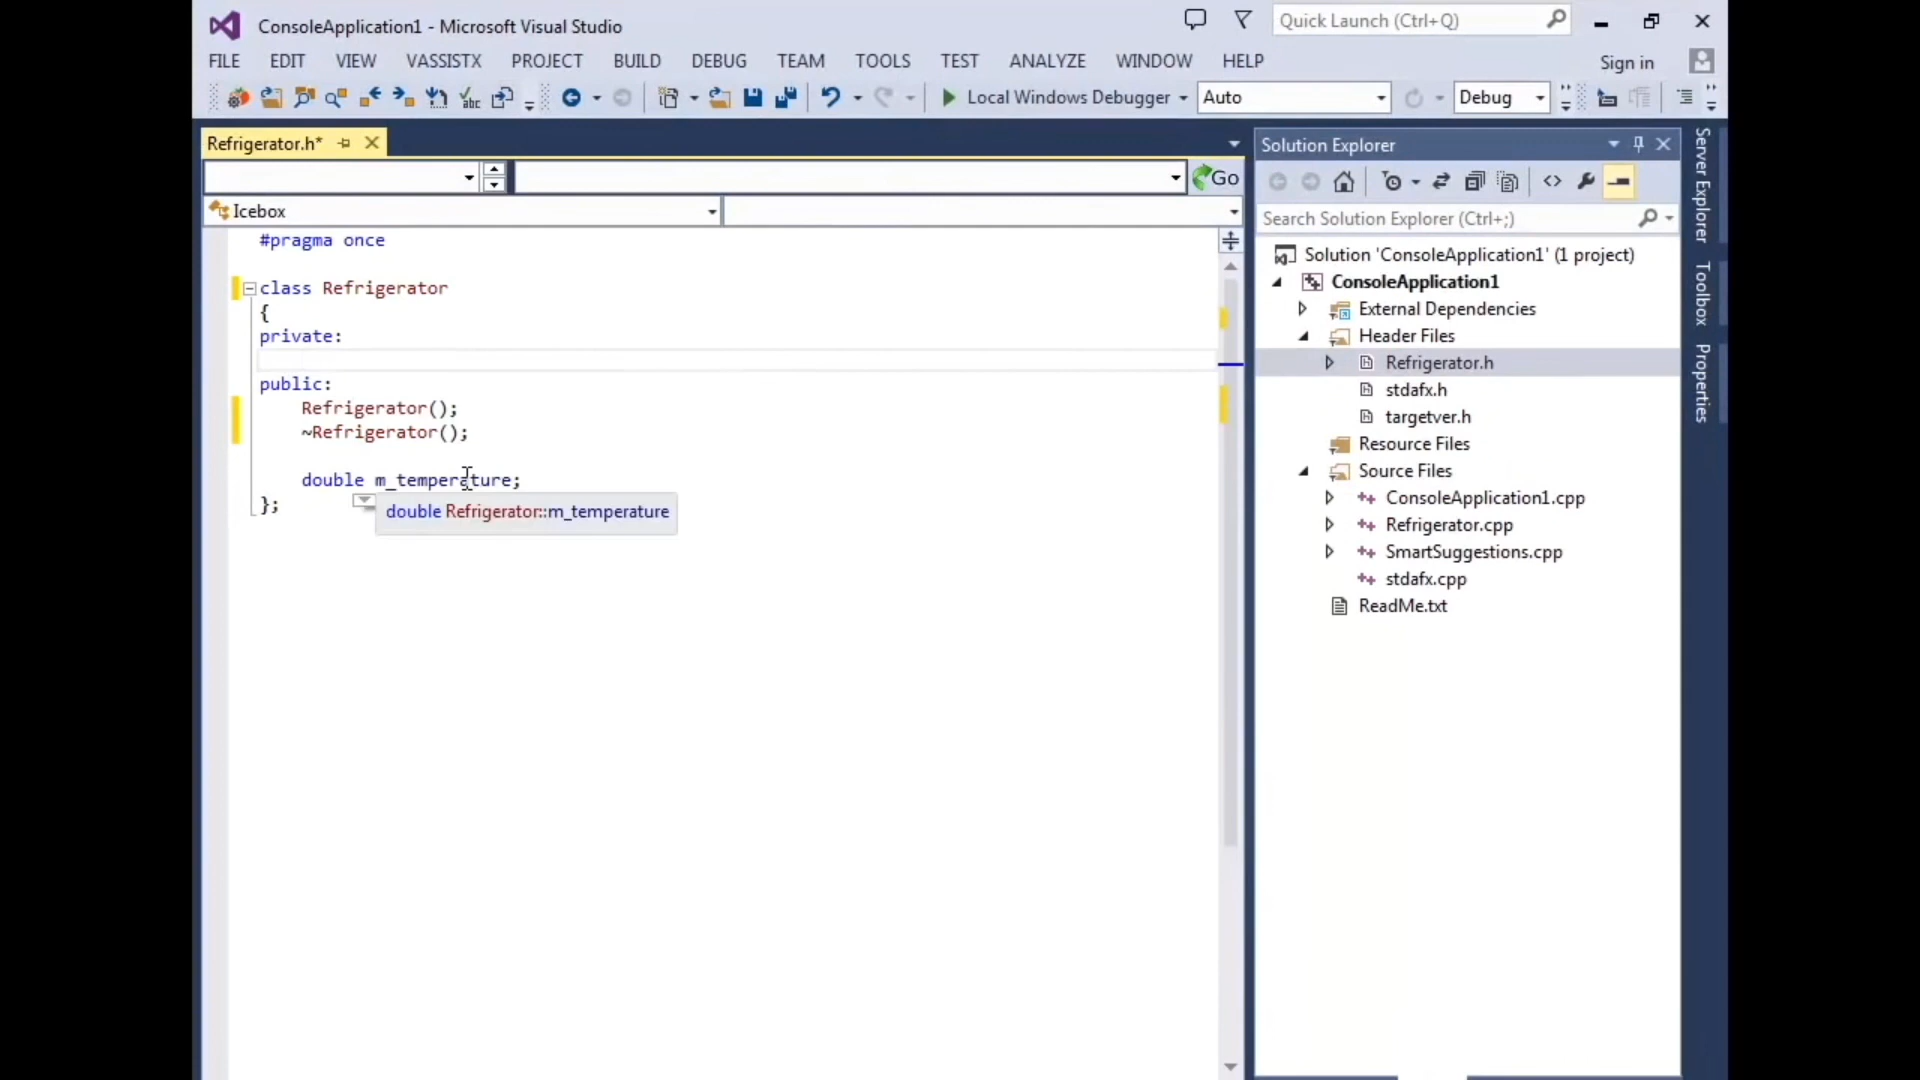 ConsoleApplication1 - Microsoft Visual Studio
Quick Launch (Ctrl+Q)
FILE EDIT VIEW VASSISTX PROJECT BUILD DEBUG TEAM TOOLS TEST ANALYZE WINDOW HELP
Sign in
abc
Local Windows Debugger
Auto
Debug
Refrigerator.h*
Go
Icebox
#pragma once
class Refrigerator
{
private:
public:
Refrigerator();
~Refrigerator();
double m_temperature;
};
double Refrigerator::m_temperature
Solution Explorer
Search Solution Explorer (Ctrl+;)
Solution 'ConsoleApplication1' (1 project)
ConsoleApplication1
External Dependencies
Header Files
Refrigerator.h
stdafx.h
targetver.h
Resource Files
Source Files
ConsoleApplication1.cpp
Refrigerator.cpp
SmartSuggestions.cpp
stdafx.cpp
ReadMe.txt
Server Explorer
Toolbox
Properties